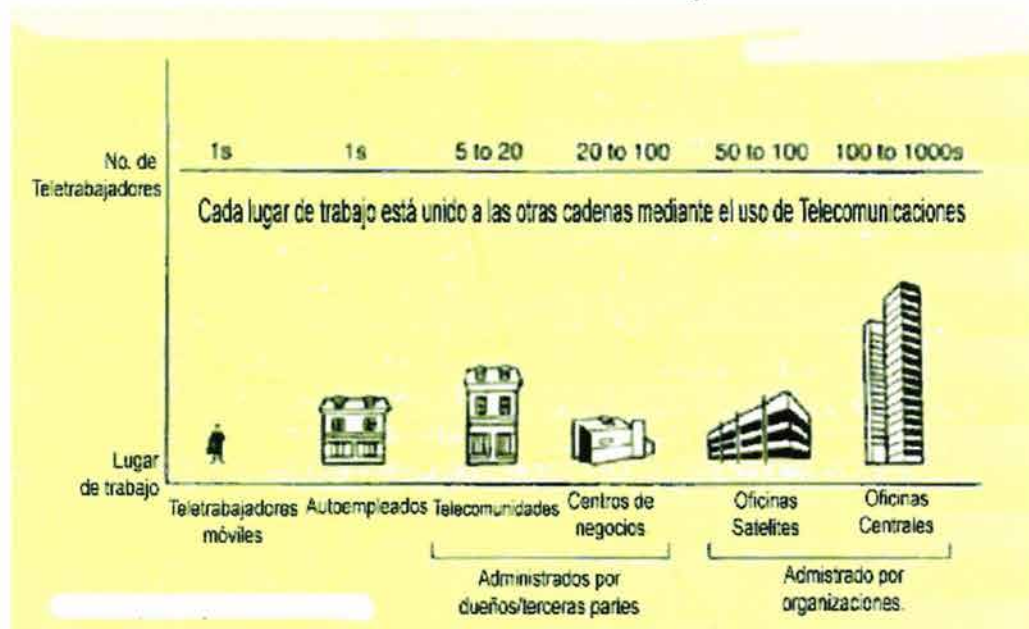 No. de
Teletrabajadores
1s 1s 5 to 20 20 to 100 50 to 100 100 to 1000s
Cada lugar de trabajo está unido a las otras cadenas mediante el uso de Telecomunicaciones
Lugar
de trabajo
Teletrabajadores
móviles
Autoempleados
Telecomunidades
Centros de
negocios
Oficinas
Satelites
Oficinas
Centrales
Administrados por
dueños/terceras partes
Admistrado por
organizaciones.